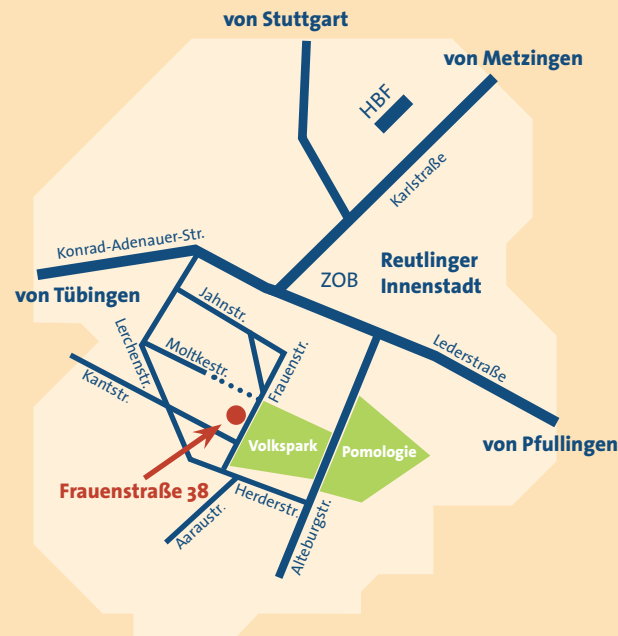 von Stuttgart
von Metzingen
HBF
Karlstraße
Konrad-Adenauer-Str.
von Tübingen
ZOB
Reutlinger
Innenstadt
Jahnstr.
Lerchenstr.
Moltkestr.
Frauenstr.
Lederstraße
Kantstr.
von Pfullingen
Volkspark
Pomologie
Frauenstraße 38
Herderstr.
Aaraustr.
Alteburgstr.